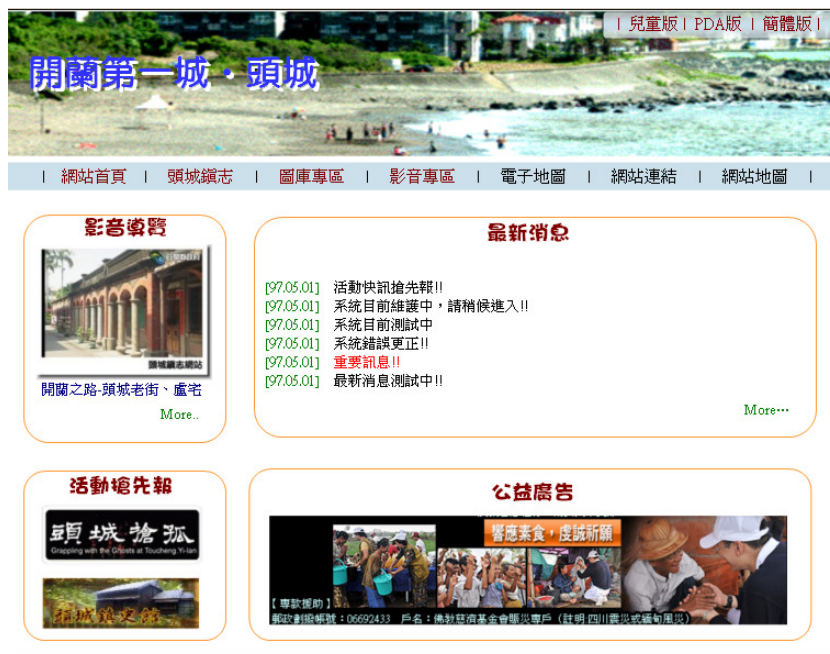 | 兒童版 | PDA版 | 簡體版 |
開蘭第一城・頭城
| 網站首頁 | 頭城鎮志 | 圖庫專區 | 影音專區 | 電子地圖 | 網站連結 | 網站地圖 |
影音導覽
頭城鎮志網站
開蘭之路-頭城老街、盧宅
More..
最新消息
[97.05.01] 活動快訊搶先報!!
[97.05.01] 系統目前維護中，請稍候進入!!
[97.05.01] 系統目前測試中
[97.05.01] 系統錯誤更正!!
[97.05.01] 重要訊息!!
[97.05.01] 最新消息測試中!!
More…
活動搶先報
頭城搶孤
Grappling with the Ghosts at Toucheng Yi-lan
頭城鎮史館
公益廣告
響應素食，虔誠祈願
【專款援助】
郵政劃撥帳號：06692433 戶名：佛教慈濟基金會賑災專戶（註明:四川震災或緬甸風災）